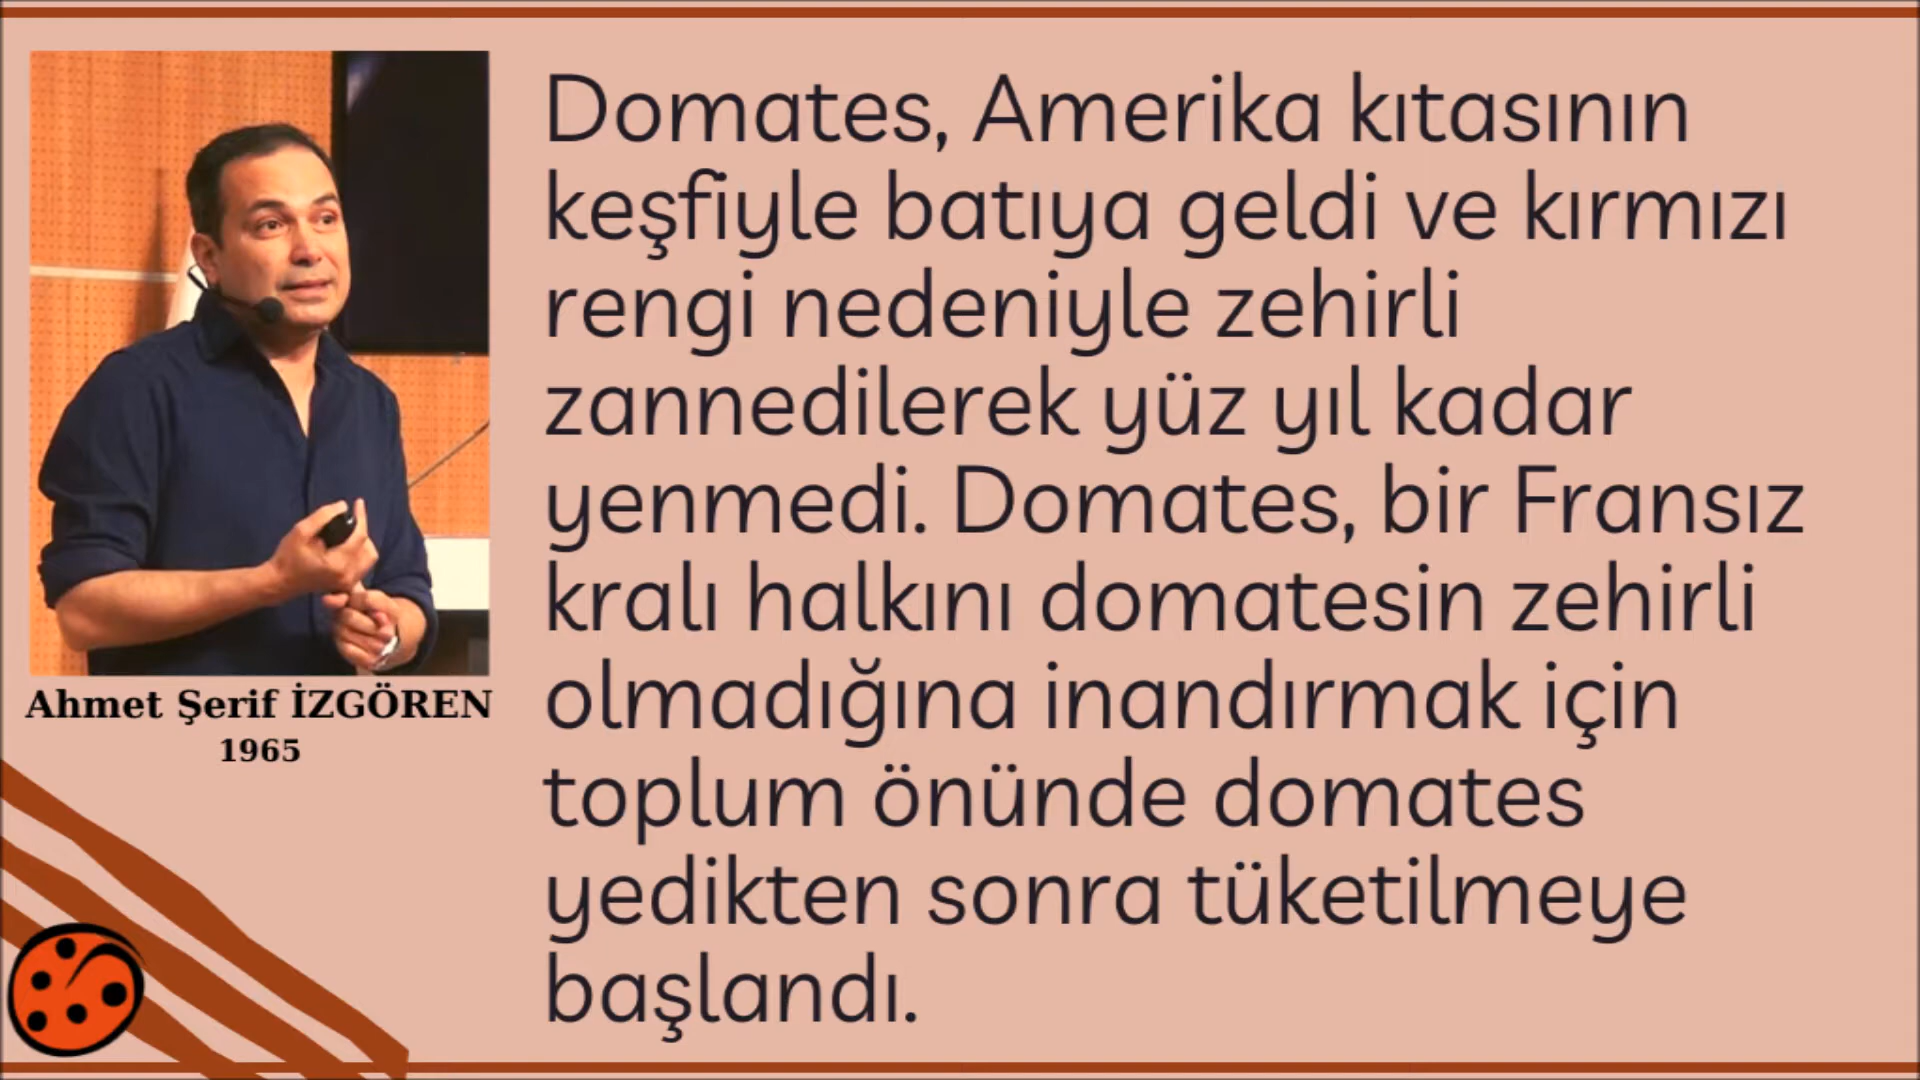 Domates, Amerika kıtasının
keşfiyle batıya geldi ve kırmızı
rengi nedeniyle zehirli
zannedilerek yüz yıl kadar
yenmedi. Domates, bir Fransız
kralı halkını domatesin zehirli
olmadığına inandırmak için
toplum önünde domates
yedikten sonra tüketilmeye
başlandı.
Ahmet Şerif İZGÖREN
1965